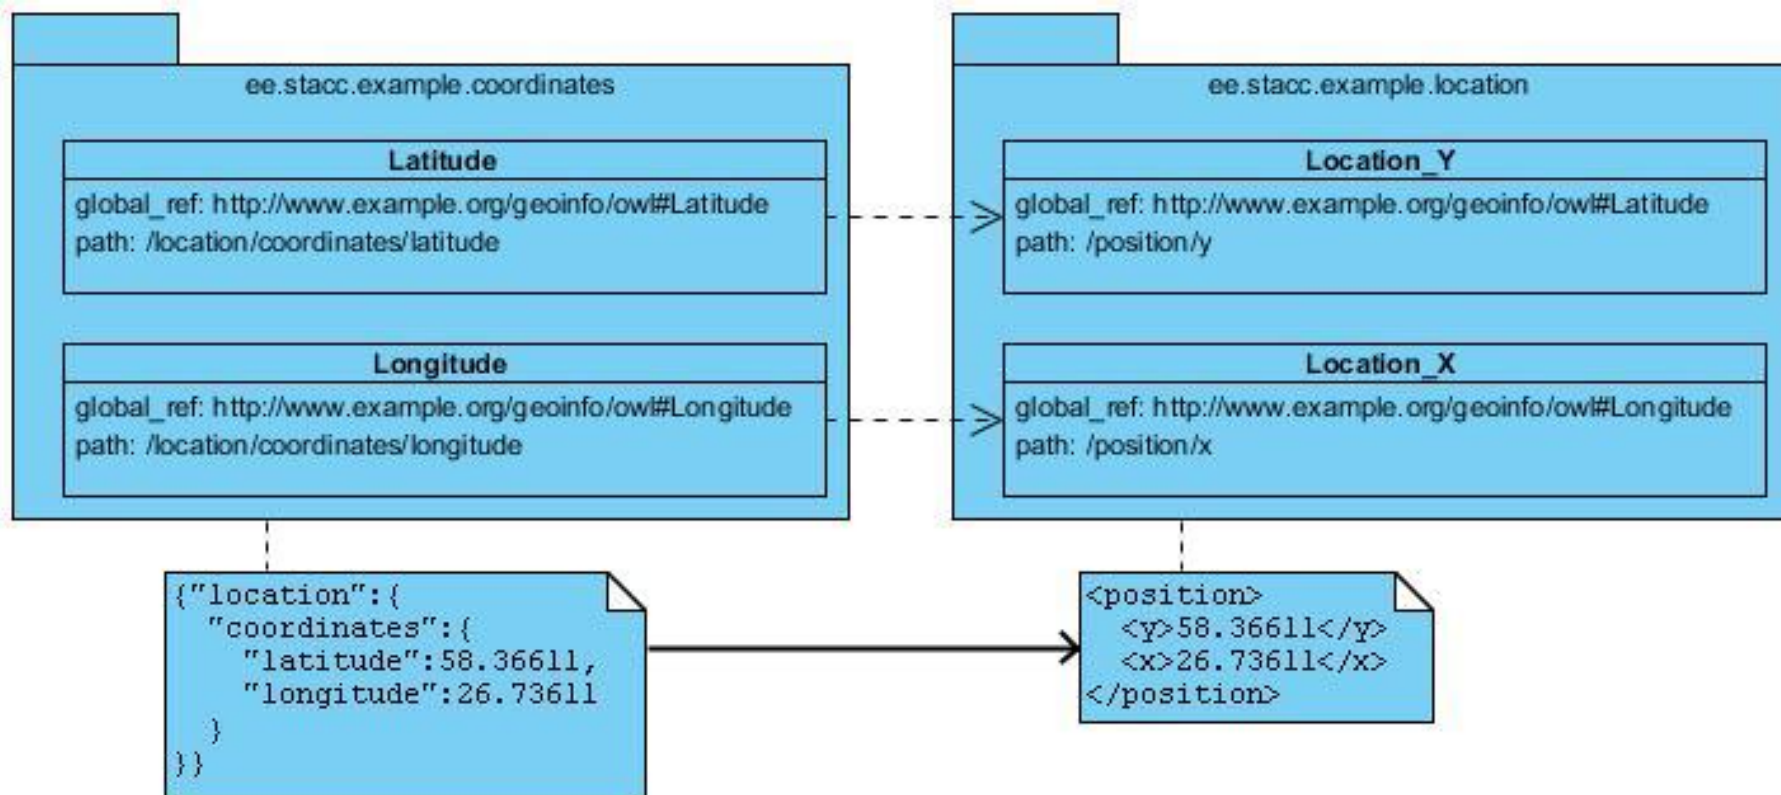 ee.stacc.example.coordinates
Latitude
global_ref: http://www.example.org/geoinfo/owl#Latitude
path: /location/coordinates/latitude
Longitude
global_ref: http://www.example.org/geoinfo/owl#Longitude
path: /location/coordinates/longitude
ee.stacc.example.location
Location_Y
global_ref: http://www.example.org/geoinfo/owl#Latitude
path: /position/y
Location_X
global_ref: http://www.example.org/geoinfo/owl#Longitude
path: /position/x
{"location":{
"coordinates":{
"latitude":58.36611,
"longitude":26.73611
}
}}
<position>
<y>58.36611</y>
<x>26.73611</x>
</position>